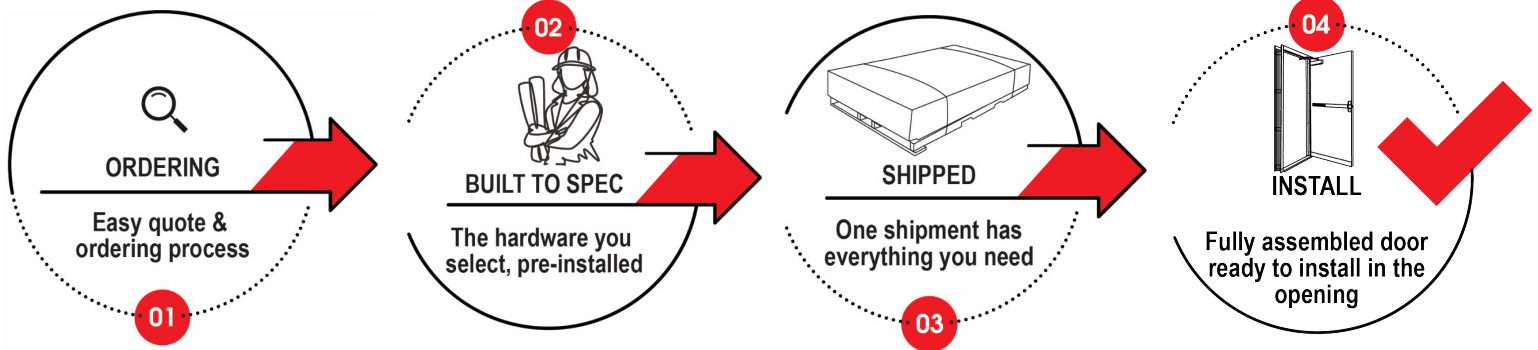 ORDERING
Easy quote &
ordering process
01
02
BUILT TO SPEC
The hardware you
select, pre-installed
SHIPPED
One shipment has
everything you need
03
04
INSTALL
Fully assembled door
ready to install in the
opening